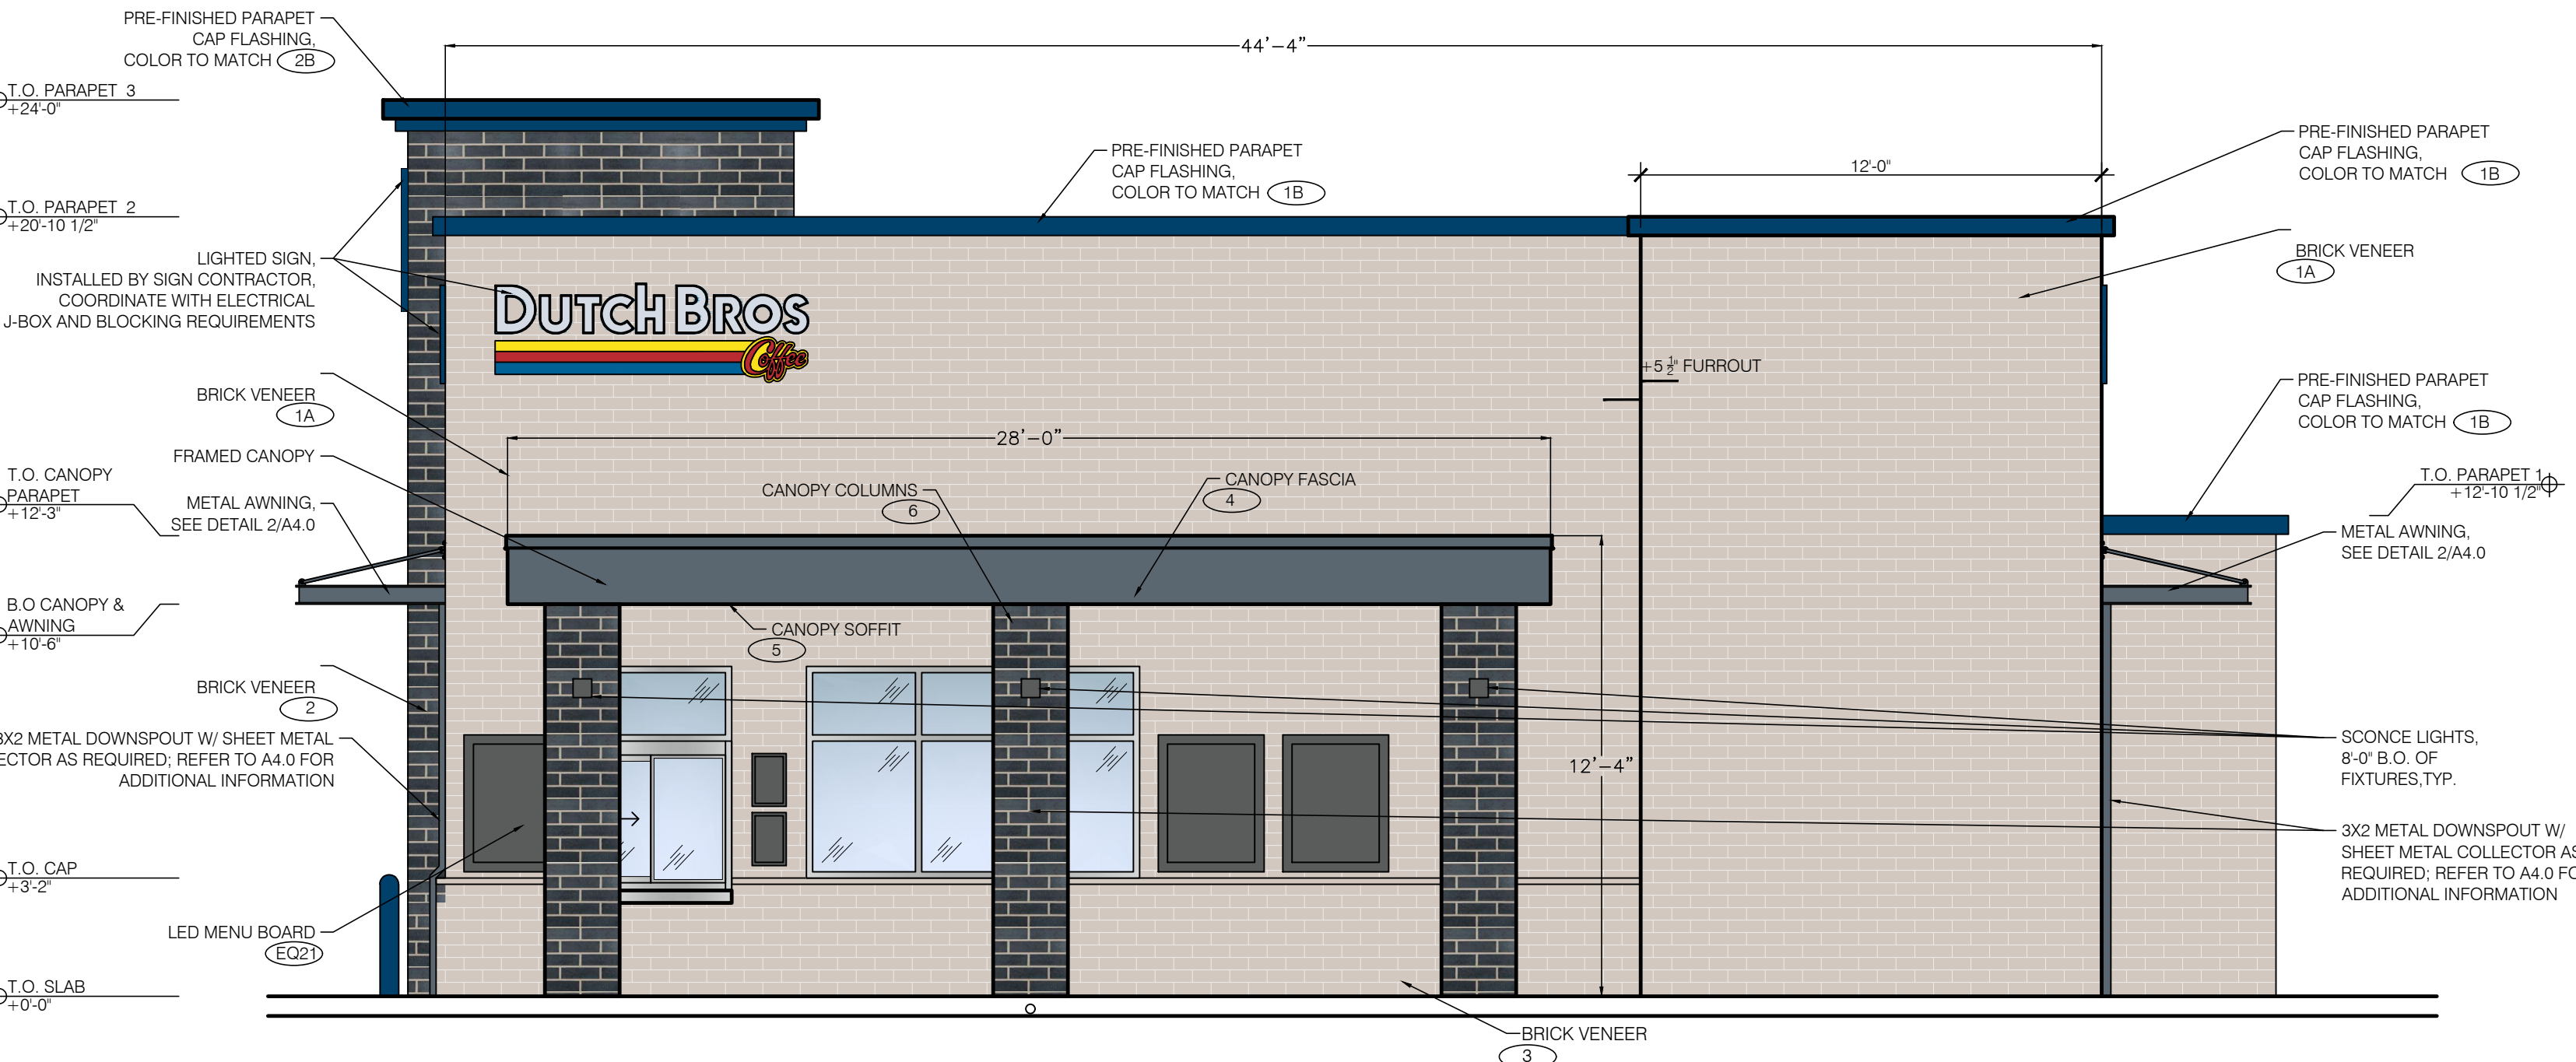 PRE-FINISHED PARAPET
CAP FLASHING,
COLOR TO MATCH 2B
T.O. PARAPET 3
+24'-0"
T.O. PARAPET 2
+20'-10 1/2"
LIGHTED SIGN,
INSTALLED BY SIGN CONTRACTOR,
COORDINATE WITH ELECTRICAL
J-BOX AND BLOCKING REQUIREMENTS
BRICK VENEER
1A
FRAMED CANOPY
T.O. CANOPY
PARAPET
+12'-3"
METAL AWNING,
SEE DETAIL 2/A4.0
B.O CANOPY &
AWNING
+10'-6"
BRICK VENEER
2
3X2 METAL DOWNSPOUT W/ SHEET METAL
ECTOR AS REQUIRED; REFER TO A4.0 FOR
ADDITIONAL INFORMATION
T.O. CAP
+3'-2"
LED MENU BOARD
EQ21
T.O. SLAB
+0'-0"
44'-4"
PRE-FINISHED PARAPET
CAP FLASHING,
COLOR TO MATCH 1B
12'-0"
DUTCH BROS
Coffee
+5 1/2" FURROUT
28'-0"
CANOPY COLUMNS
6
CANOPY FASCIA
4
CANOPY SOFFIT
5
12'-4"
BRICK VENEER
3
PRE-FINISHED PARAPET
CAP FLASHING,
COLOR TO MATCH 1B
BRICK VENEER
1A
PRE-FINISHED PARAPET
CAP FLASHING,
COLOR TO MATCH 1B
T.O. PARAPET 1
+12'-10 1/2"
METAL AWNING,
SEE DETAIL 2/A4.0
SCONCE LIGHTS,
8'-0" B.O. OF
FIXTURES,TYP.
3X2 METAL DOWNSPOUT W/
SHEET METAL COLLECTOR AS
REQUIRED; REFER TO A4.0 FO
ADDITIONAL INFORMATION